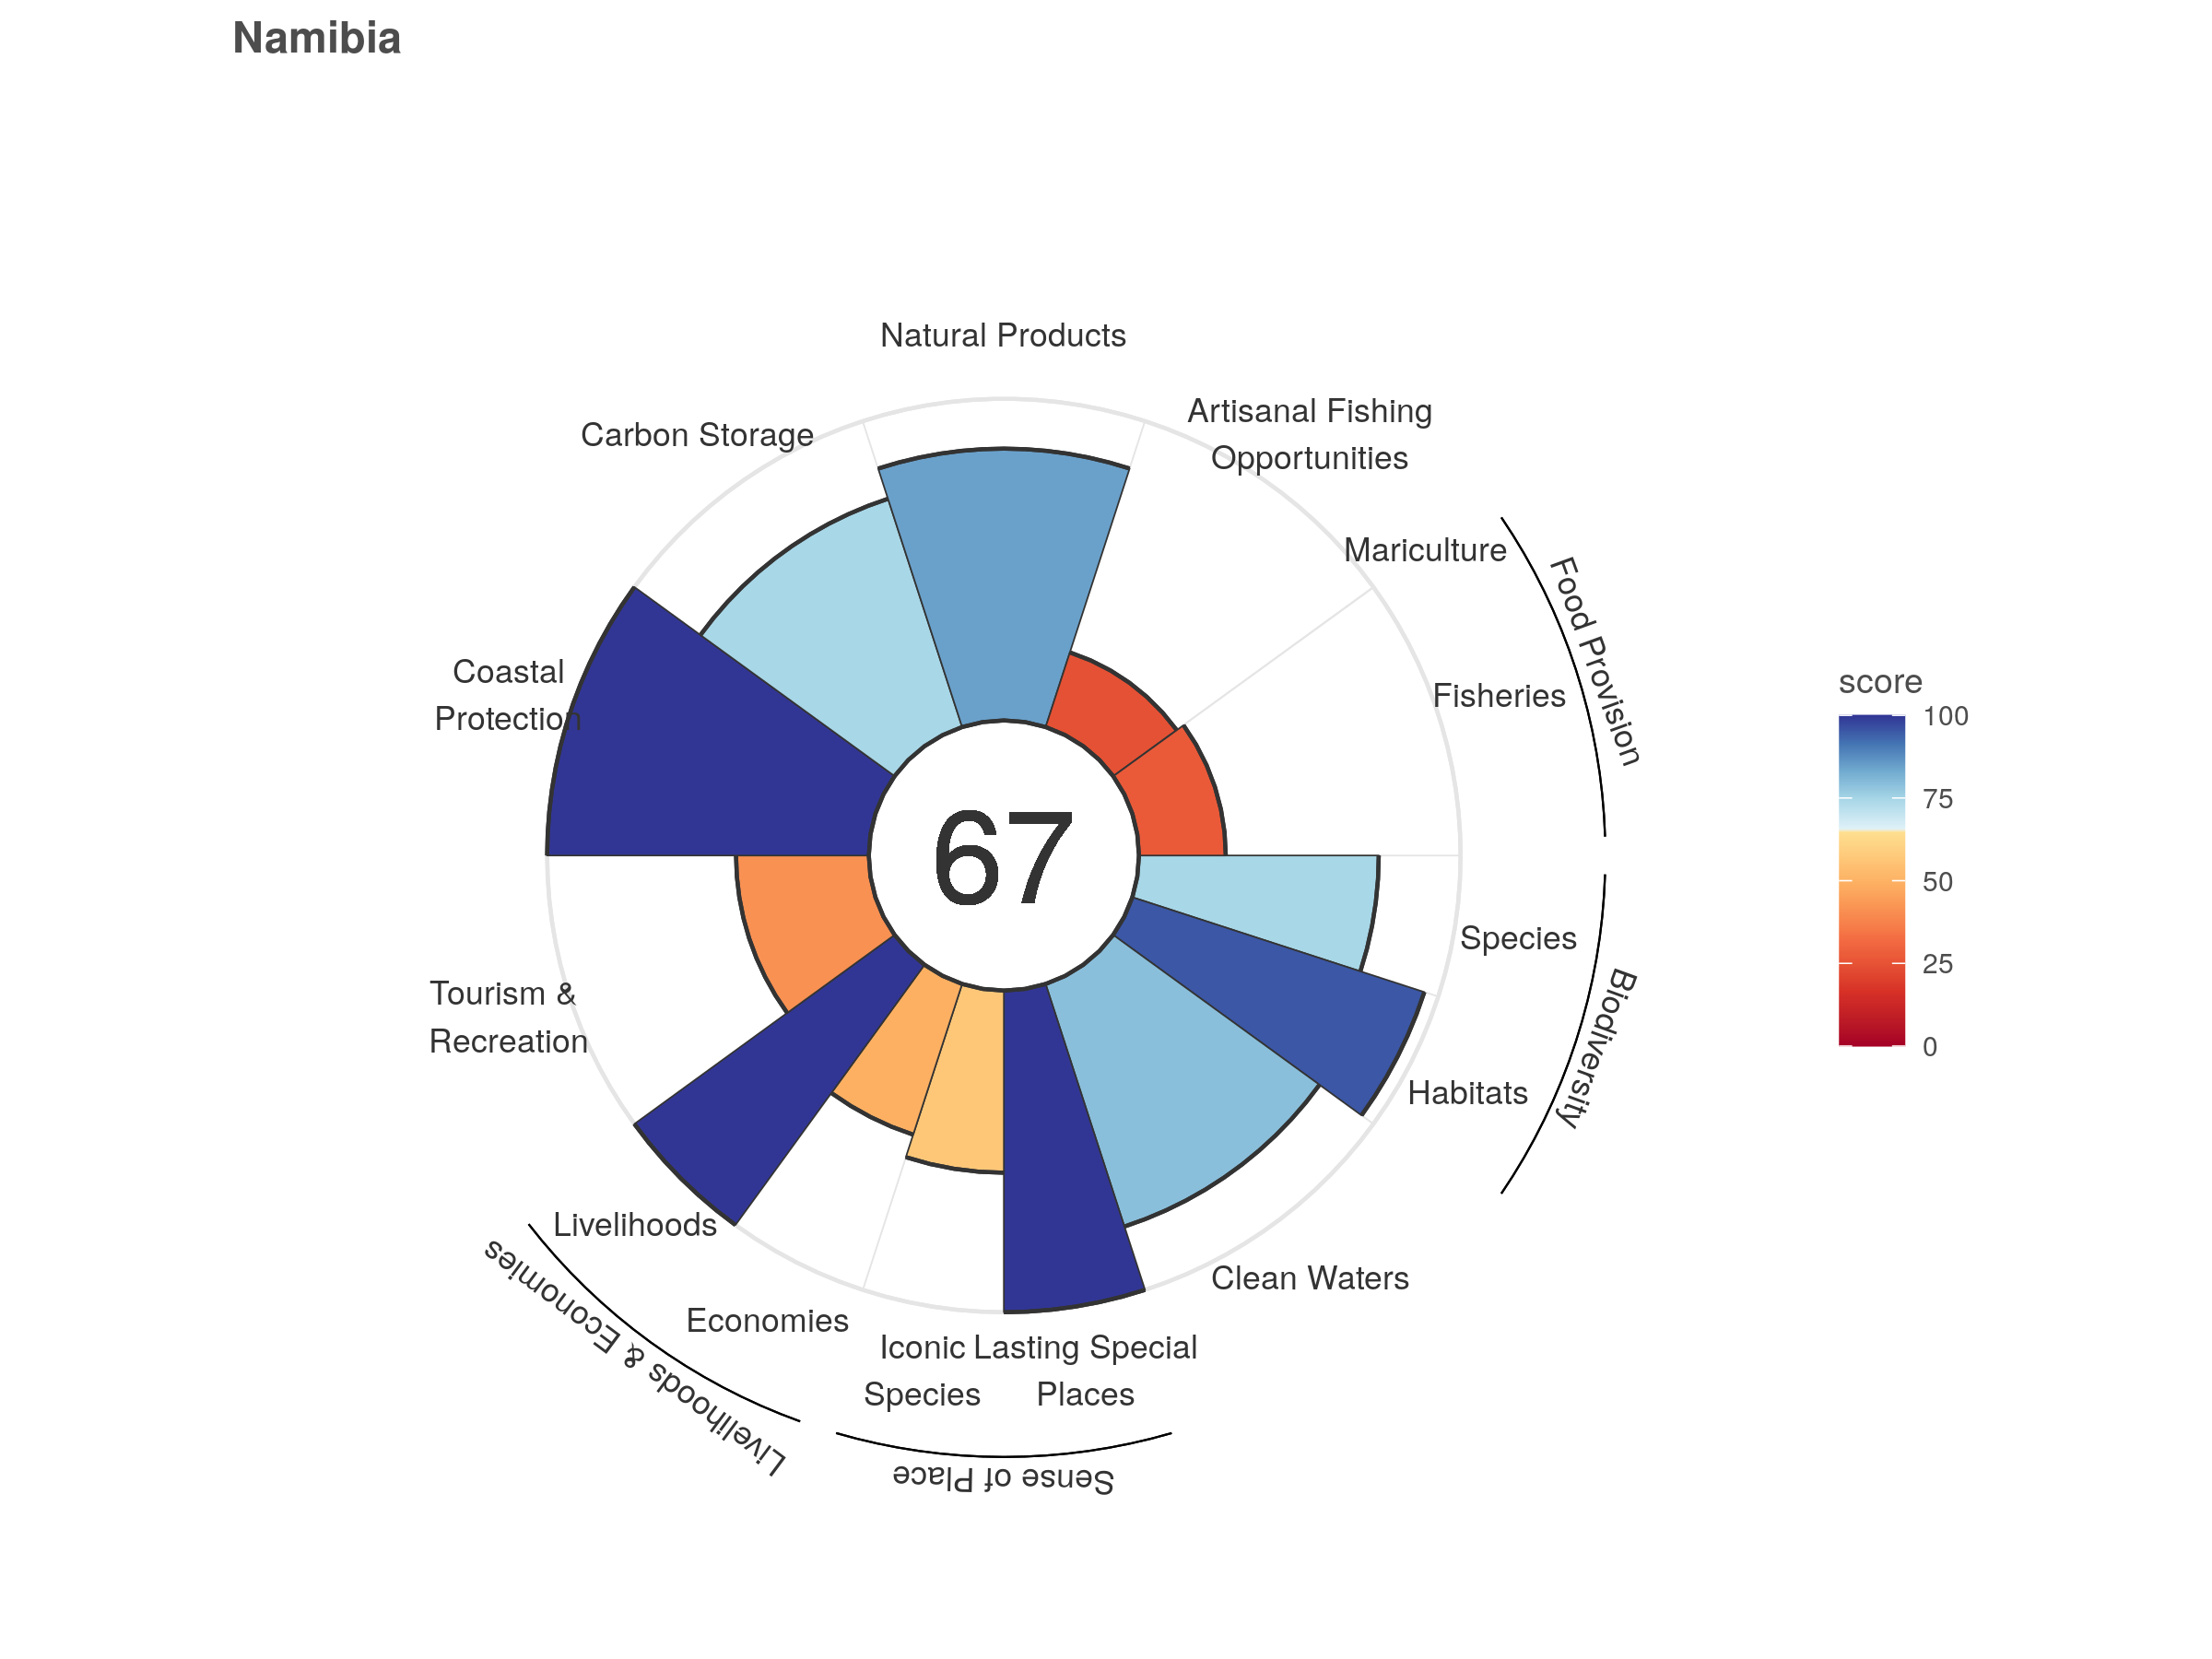 Namibia
Natural Products
Artisanal Fishing
Opportunities
Carbon Storage
Mariculture
Food Provision
Fisheries
Coastal
Protection
score
100
75
50
25
0
67
Species
Biodiversity
Tourism &
Recreation
Habitats
Livelihoods
Clean Waters
Economies
Livelihoods & Economies
Iconic
Species
Lasting Special
Places
Sense of Place